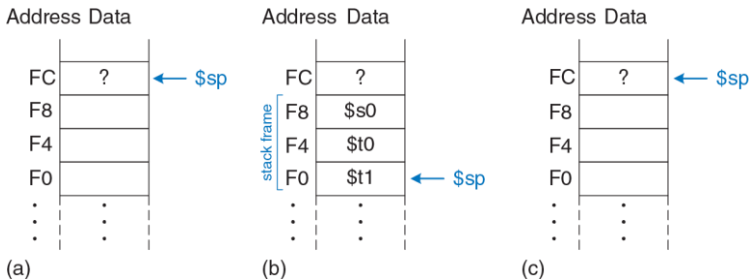 Address Data
FC ? $sp
F8
F4
F0
(a)
Address Data
FC ? 
F8 $s0
F4 $t0
F0 $t1 $sp
stack frame
(b)
Address Data
FC ? $sp
F8
F4
F0
(c)